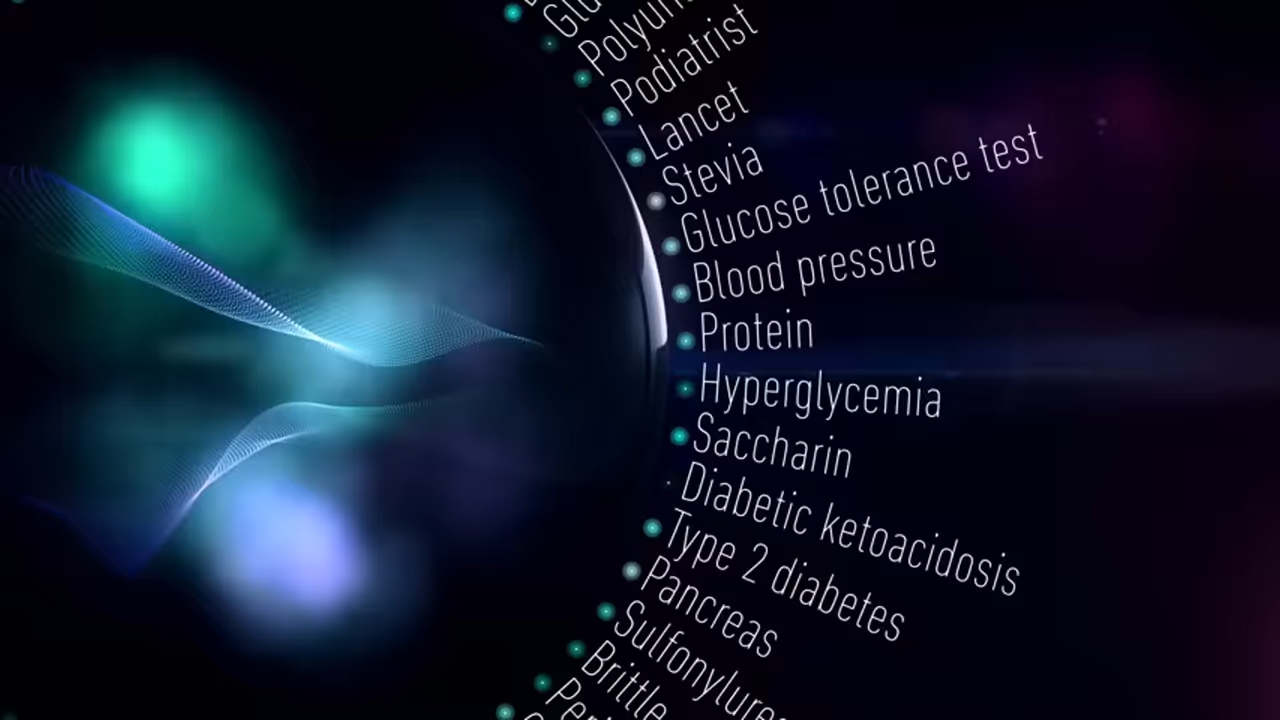 Podiatrist
Lancet
Stevia
Glucose tolerance test
Blood pressure
Protein
Hyperglycemia
Saccharin
Diabetic ketoacidosis
Type 2 diabetes
Pancreas
Brittle